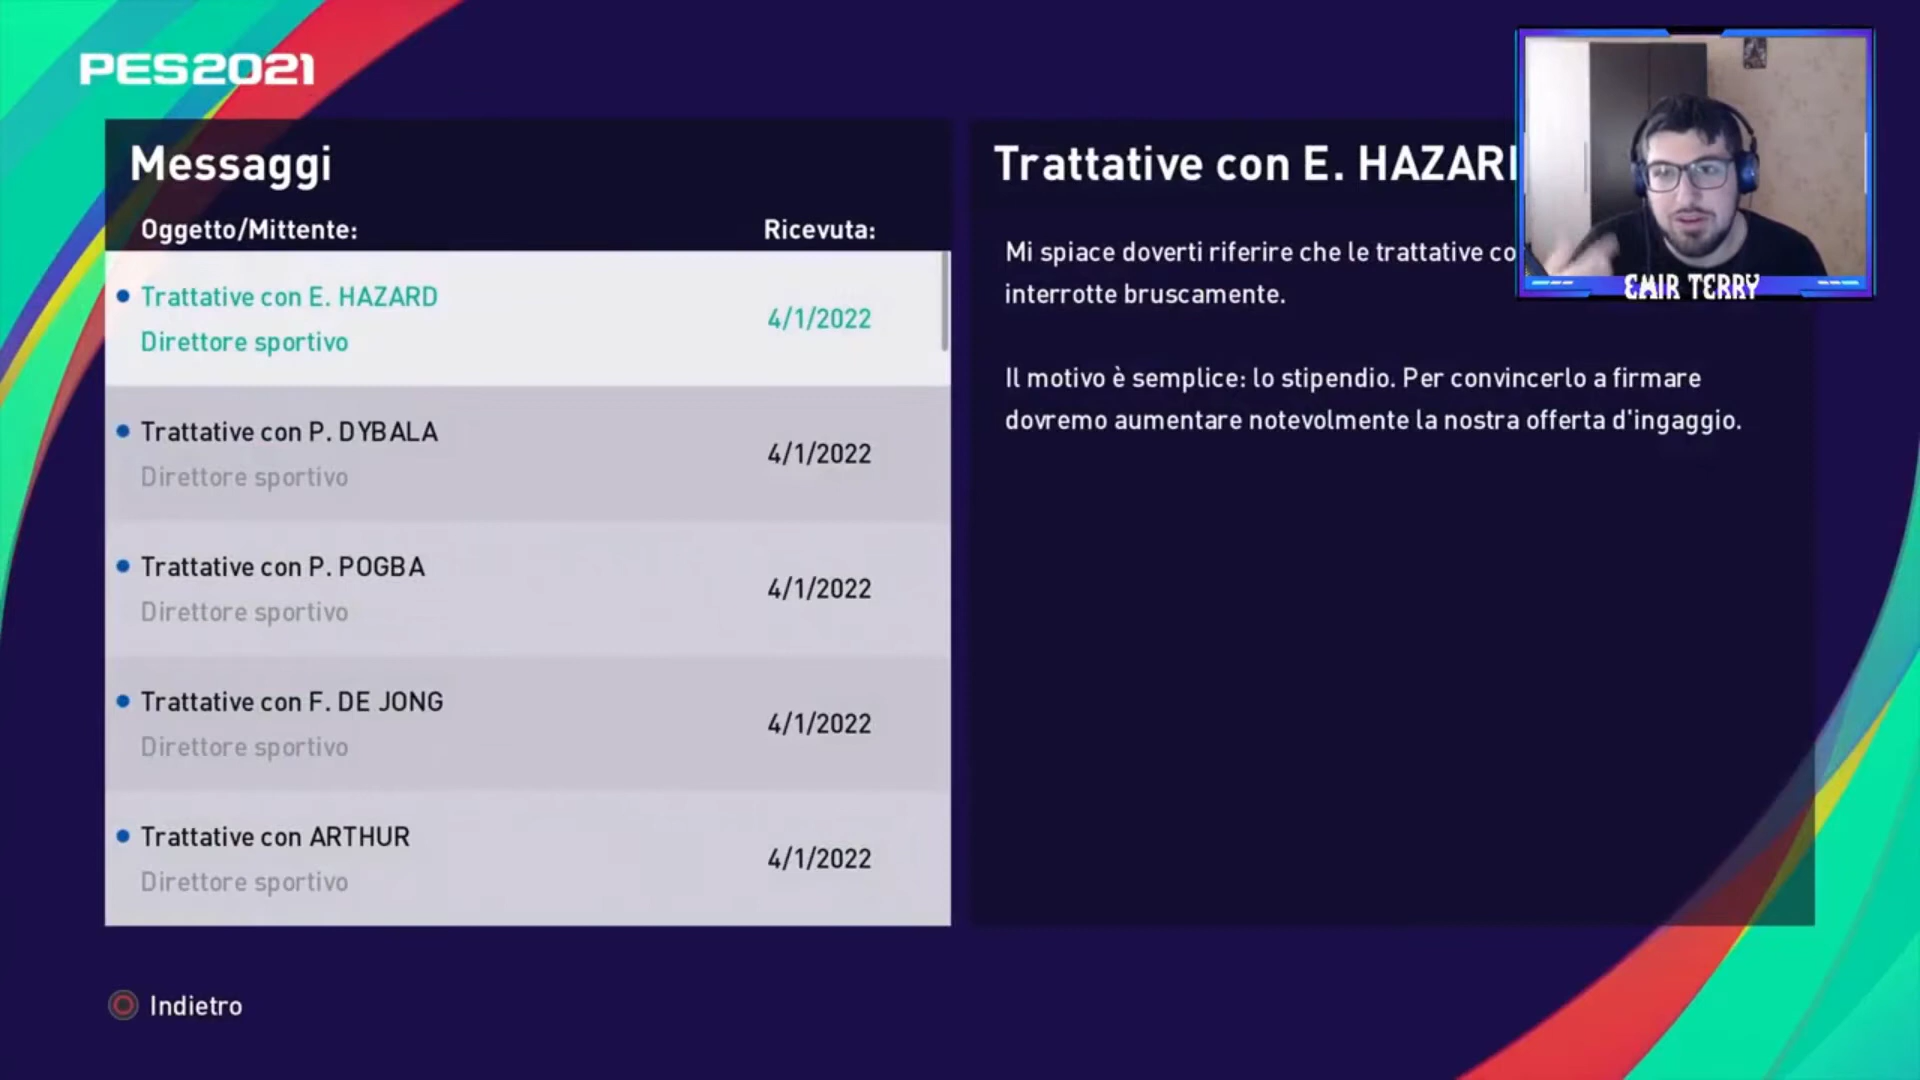 PES2021
Messaggi
Oggetto/Mittente:
Ricevuta:
Trattative con E. HAZARD
Direttore sportivo
4/1/2022
Trattative con P. DYBALA
Direttore sportivo
4/1/2022
Trattative con P. POGBA
Direttore sportivo
4/1/2022
Trattative con F. DE JONG
Direttore sportivo
4/1/2022
Trattative con ARTHUR
Direttore sportivo
4/1/2022
Trattative con E. HAZAR
Mi spiace doverti riferire che le trattative co
interrotte bruscamente.
Il motivo è semplice: lo stipendio. Per convincerlo a firmare
dovremo aumentare notevolmente la nostra offerta d'ingaggio.
EMIR TERRY
Indietro